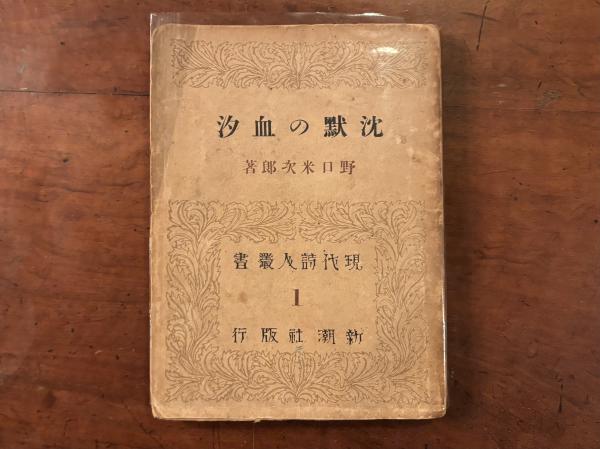 沈默の血汐
野口米次郎著
現代詩人叢書
1
新潮社版行